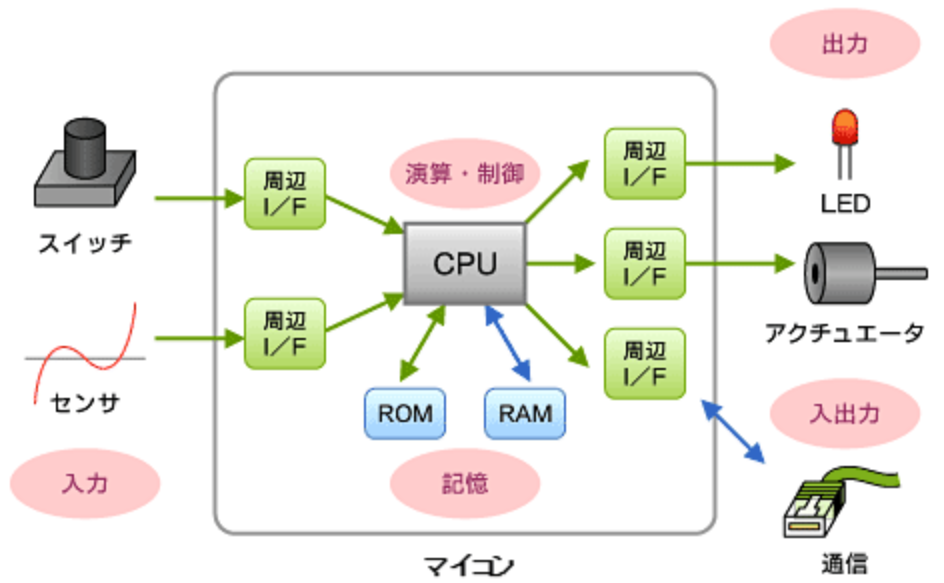 出力
スイッチ
センサ
入力
周辺
I/F
周辺
I/F
演算・制御
CPU
ROM
RAM
記憶
周辺
I/F
周辺
I/F
周辺
I/F
マイコン
LED
アクチュエータ
入出力
通信